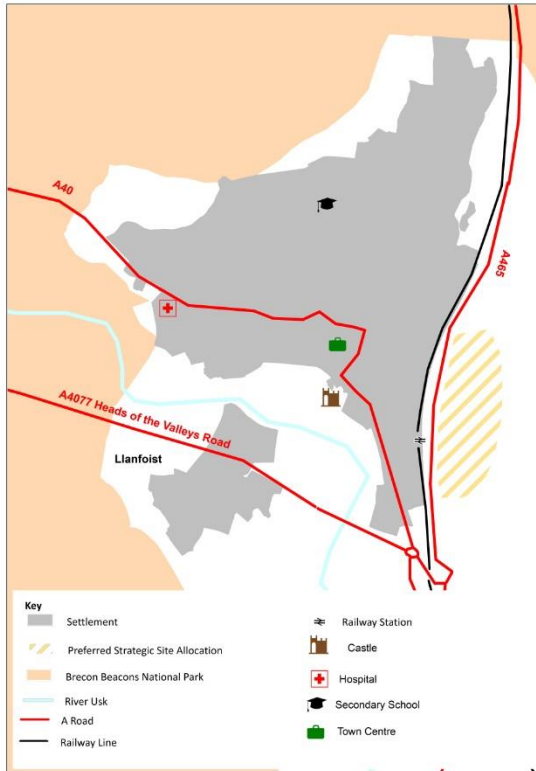 A40
A465
A4077 Heads of the Valleys Road
Llanfoist
Key
Settlement
Preferred Strategic Site Allocation
Brecon Beacons National Park
River Usk
A Road
Railway Line
Railway Station
Castle
Hospital
Secondary School
Town Centre